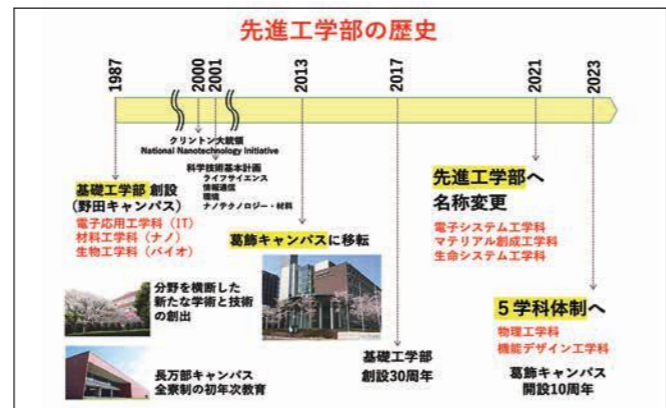 先進工学部の歴史
1987
2000
2001
2013
2017
2021
2023
クリントン大統領
National Nanotechnology Initiative
科学技術基本計画
ライフサイエンス
情報通信
環境
ナノテクノロジー・材料
基礎工学部 創設
(野田キャンパス)
電子応用工学科(IT)
材料工学科(ナノ)
生物工学科(バイオ)
分野を横断した
新たな学術と技術
の創出
長万部キャンパス
全寮制の初年次教育
葛飾キャンパスに移転
基礎工学部
創設30周年
先進工学部へ
名称変更
電子システム工学科
マテリアル創成工学科
生命システム工学科
5学科体制へ
物理工学科
機能デザイン工学科
葛飾キャンパス
開設10周年